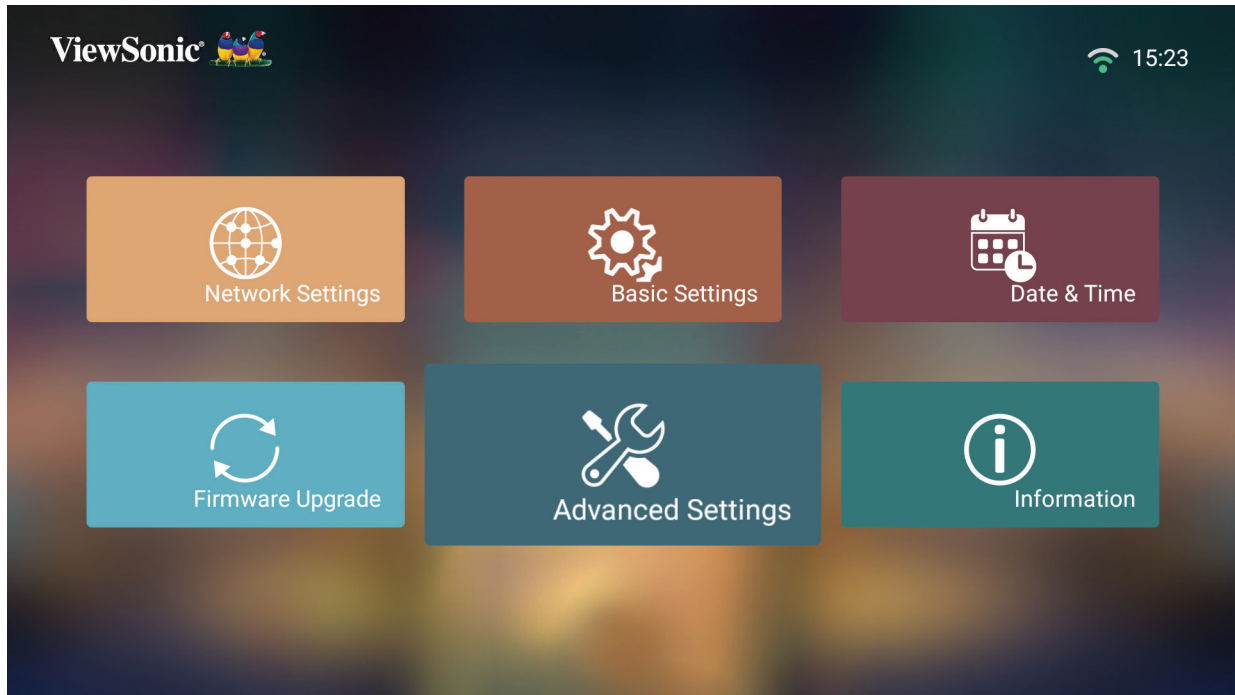 ViewSonic®
15:23
Network Settings
Basic Settings
Date & Time
Firmware Upgrade
Advanced Settings
Information